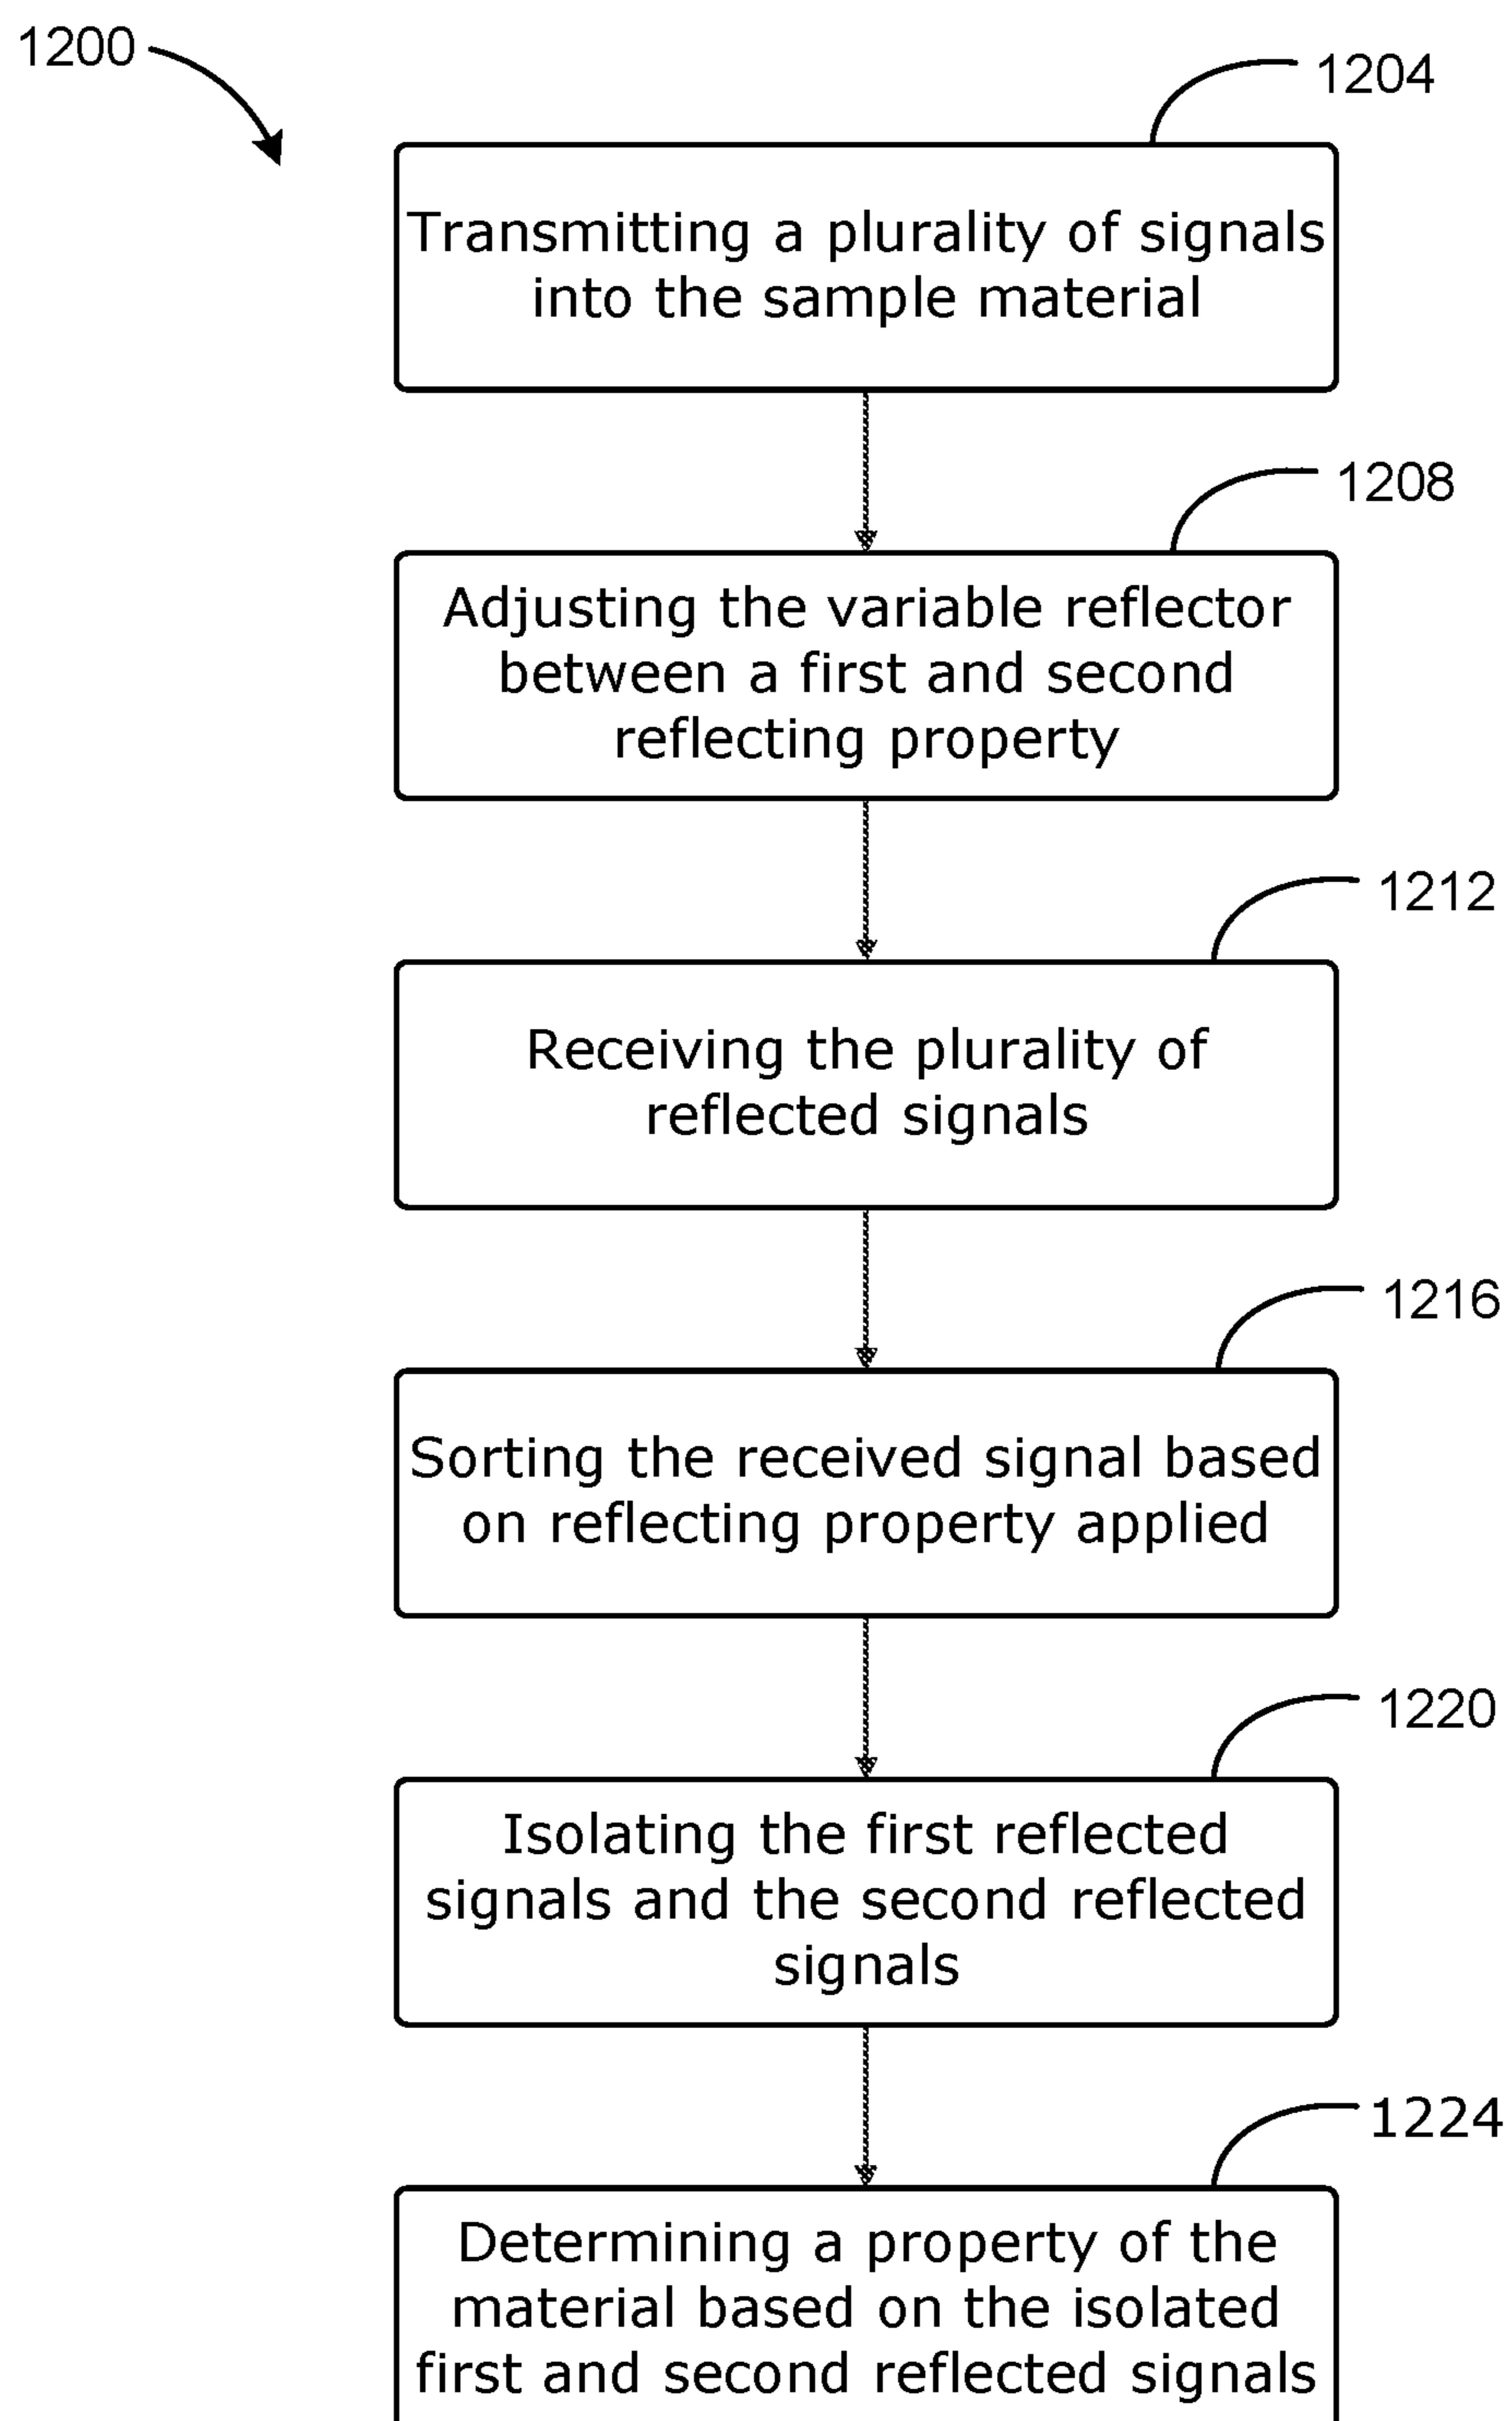 1200
1204
Transmitting a plurality of signals
into the sample material
1208
Adjusting the variable reflector
between a first and second
reflecting property
1212
Receiving the plurality of
reflected signals
1216
Sorting the received signal based
on reflecting property applied
1220
Isolating the first reflected
signals and the second reflected
signals
1224
Determining a property of the
material based on the isolated
first and second reflected signals